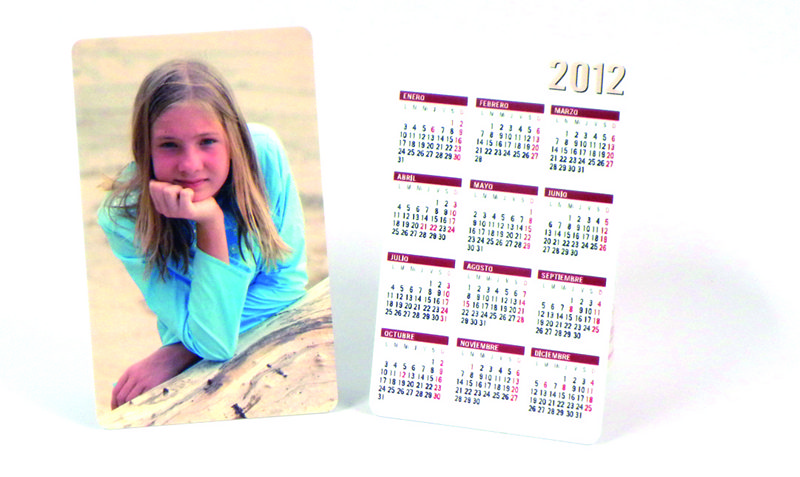 2012
ENERO
L M M J V S D
1 2
3 4 5 6 7 8 9
10 11 12 13 14 15 16
17 18 19 20 21 22 23
24 25 26 27 28 29 30
31
FEBRERO
L M M J V S D
1 2 3 4 5 6
7 8 9 10 11 12 13
14 15 16 17 18 19 20
21 22 23 24 25 26 27
28
MARZO
L M M J V S D
1 2 3 4 5 6
7 8 9 10 11 12 13
14 15 16 17 18 19 20
21 22 23 24 25 26 27
28 29 30 31
ABRIL
L M M J V S D
1 2 3
4 5 6 7 8 9 10
11 12 13 14 15 16 17
18 19 20 21 22 23 24
25 26 27 28 29 30
MAYO
L M M J V S D
1
2 3 4 5 6 7 8
9 10 11 12 13 14 15
16 17 18 19 20 21 22
23 24 25 26 27 28 29
30 31
JUNIO
L M M J V S D
1 2 3 4 5
6 7 8 9 10 11 12
13 14 15 16 17 18 19
20 21 22 23 24 25 26
27 28 29 30
JULIO
L M M J V S D
1 2 3
4 5 6 7 8 9 10
11 12 13 14 15 16 17
18 19 20 21 22 23 24
25 26 27 28 29 30 31
AGOSTO
L M M J V S D
1 2 3 4 5 6 7
8 9 10 11 12 13 14
15 16 17 18 19 20 21
22 23 24 25 26 27 28
29 30 31
SEPTIEMBRE
L M M J V S D
1 2 3 4
5 6 7 8 9 10 11
12 13 14 15 16 17 18
19 20 21 22 23 24 25
26 27 28 29 30
OCTUBRE
L M M J V S D
1 2
3 4 5 6 7 8 9
10 11 12 13 14 15 16
17 18 19 20 21 22 23
24 25 26 27 28 29 30
31
NOVIEMBRE
L M M J V S D
1 2 3 4 5 6
7 8 9 10 11 12 13
14 15 16 17 18 19 20
21 22 23 24 25 26 27
28 29 30
DICIEMBRE
L M M J V S D
1 2 3 4
5 6 7 8 9 10 11
12 13 14 15 16 17 18
19 20 21 22 23 24 25
26 27 28 29 30 31